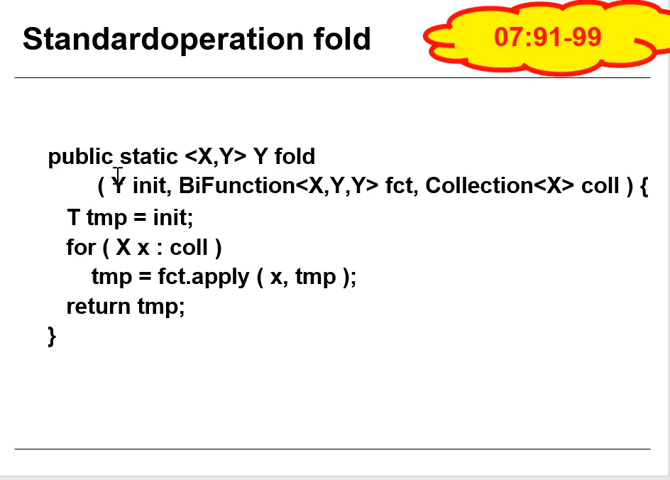 Standardoperation fold
07:91-99
public static <X,Y> Y fold
( Y init, BiFunction<X,Y,Y> fct, Collection<X> coll ) {
T tmp = init;
for ( X x : coll )
tmp = fct.apply ( x, tmp );
return tmp;
}